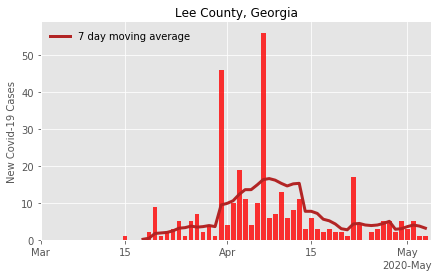 Lee County, Georgia
7 day moving average
New Covid-19 Cases
50
40
30
20
10
0
Mar
15
Apr
15
May
2020-May